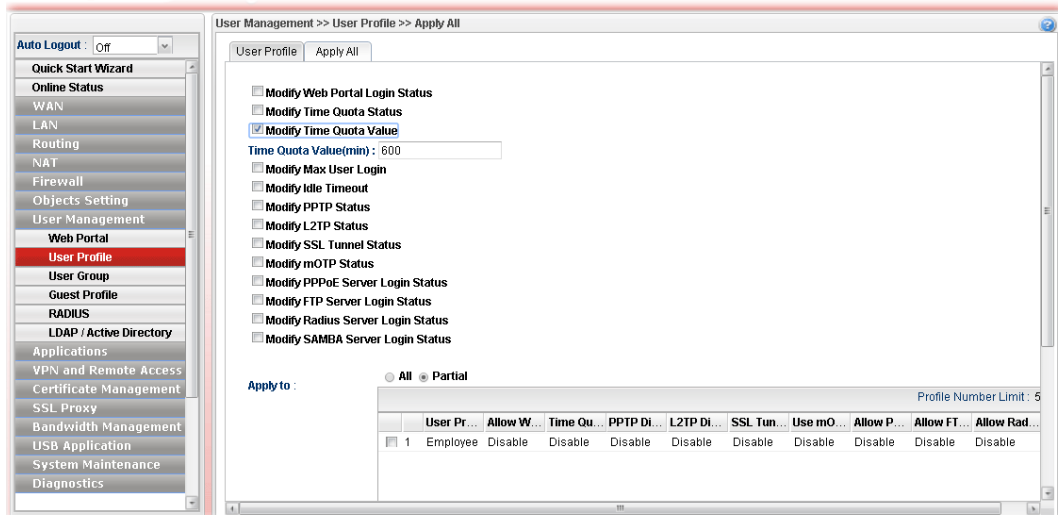 User Management >> User Profile >> Apply All
Auto Logout : Off
Quick Start Wizard
Online Status
WAN
LAN
Routing
NAT
Firewall
Objects Setting
User Management
Web Portal
User Profile
User Group
Guest Profile
RADIUS
LDAP / Active Directory
Applications
VPN and Remote Access
Certificate Management
SSL Proxy
Bandwidth Management
USB Application
System Maintenance
Diagnostics
User Profile Apply All
Modify Web Portal Login Status
Modify Time Quota Status
Modify Time Quota Value
Time Quota Value(min) : 600
Modify Max User Login
Modify Idle Timeout
Modify PPTP Status
Modify L2TP Status
Modify SSL Tunnel Status
Modify mOTP Status
Modify PPPoE Server Login Status
Modify FTP Server Login Status
Modify Radius Server Login Status
Modify SAMBA Server Login Status
Apply to : All Partial
Profile Number Limit : 5
User Pr... Allow W... Time Qu... PPTP Di... L2TP Di... SSL Tun... Use mO... Allow P... Allow FT... Allow Rad...
1 Employee Disable Disable Disable Disable Disable Disable Disable Disable Disable